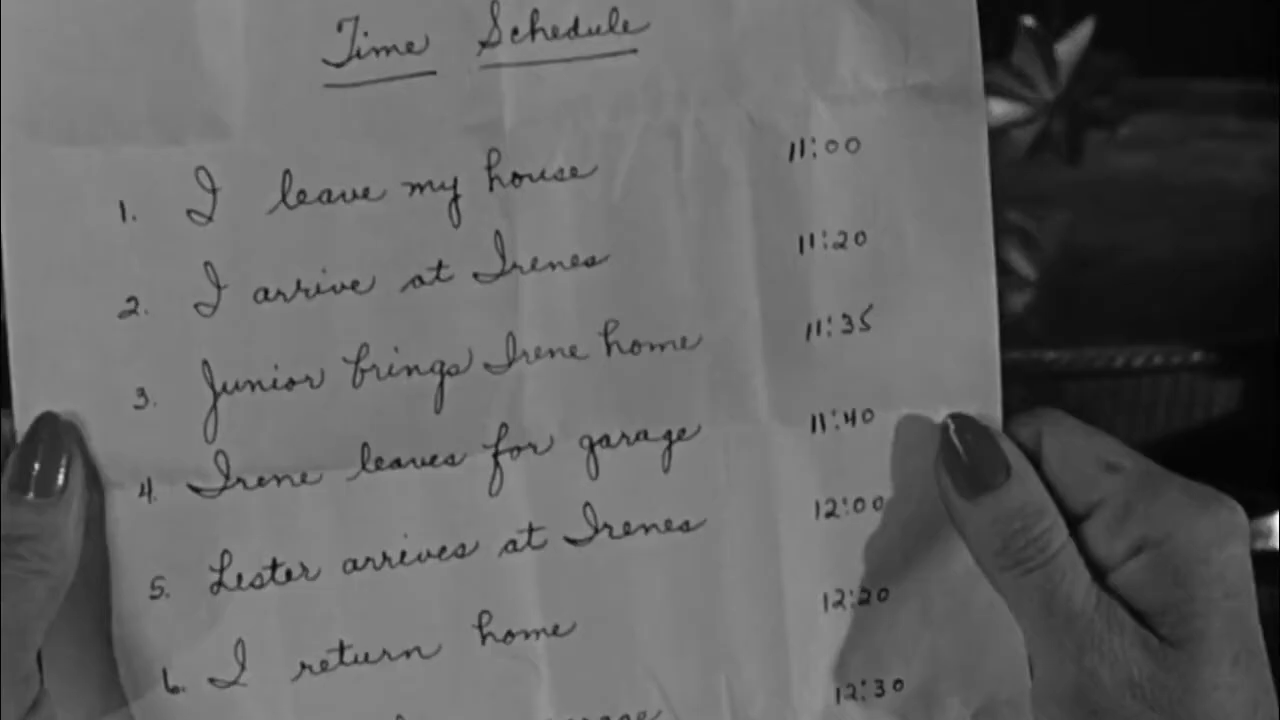 Time Schedule
1. I leave my house 11:00
2. I arrive at Irenes 11:20
3. Junior brings Irene home 11:35
4. Irene leaves for garage 11:40
5. Lester arrives at Irenes 12:00
6. I return home 12:20
12:30